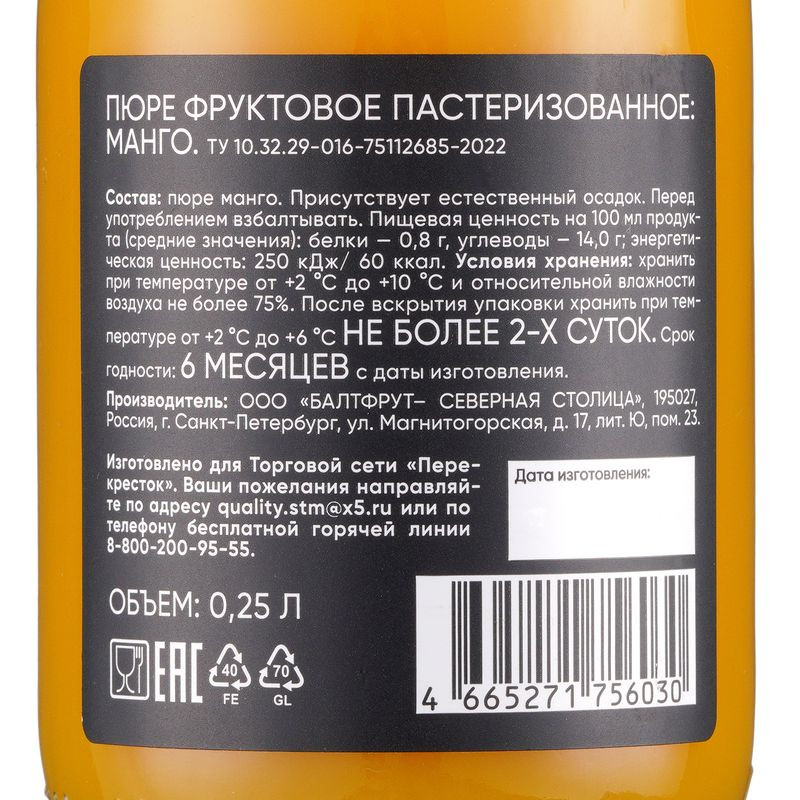 ПЮРЕ ФРУКТОВОЕ ПАСТЕРИЗОВАННОЕ:
МАНГО. ТУ 10.32.29-016-75112685-2022
Состав: пюре манго. Присутствует естественный осадок. Перед
употреблением взбалтывать. Пищевая ценность на 100 мл продук-
та (средние значения): белки – 0,8 г, углеводы – 14,0 г; энергети-
ческая ценность: 250 кДж/ 60 ккал. Условия хранения: хранить
при температуре от +2 °С до +10 °С и относительной влажности
воздуха не более 75%. После вскрытия упаковки хранить при тем-
пературе от +2 °С до +6 °С НЕ БОЛЕЕ 2-Х СУТОК. Срок
годности: 6 МЕСЯЦЕВ с даты изготовления.
Производитель: ООО «БАЛТФРУТ– СЕВЕРНАЯ СТОЛИЦА», 195027,
Россия, г. Санкт-Петербург, ул. Магнитогорская, д. 17, лит. Ю, пом. 23.
Изготовлено для Торговой сети «Пере-
кресток». Ваши пожелания направляй-
те по адресу quality.stm@x5.ru или по
телефону бесплатной горячей линии
8-800-200-95-55.
Дата изготовления:
ОБЪЕМ: 0,25 Л
EAC
40
FE
70
GL
4 665271 756030